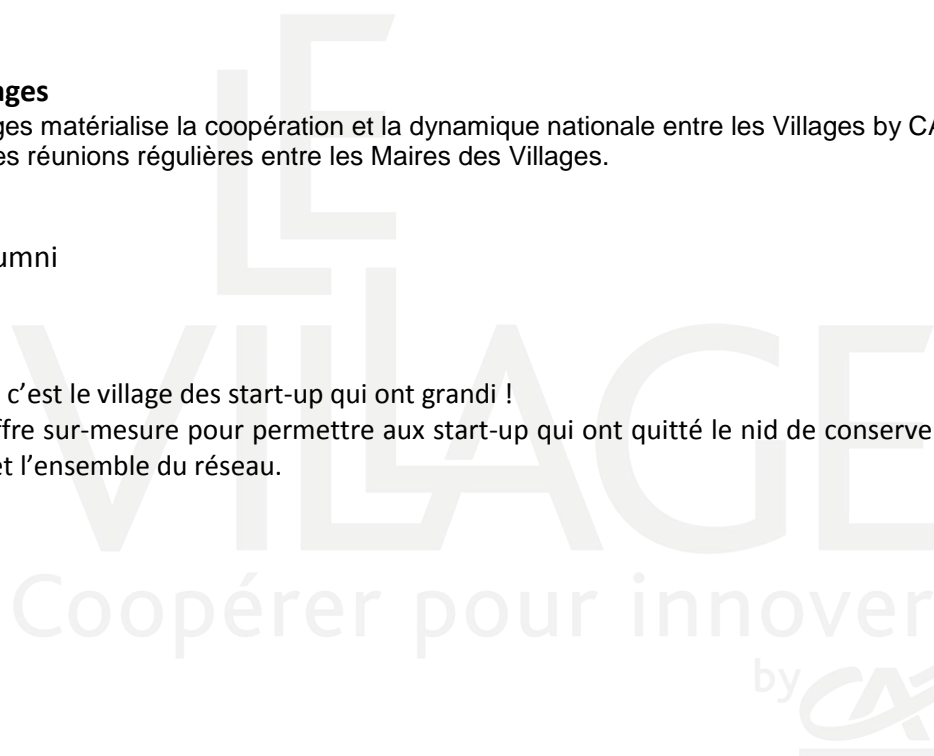 ages
ges matérialise la coopération et la dynamique nationale entre les Villages by CA
es réunions régulières entre les Maires des Villages.
umni
c’est le village des start-up qui ont grandi !
ffre sur-mesure pour permettre aux start-up qui ont quitté le nid de conserve
et l’ensemble du réseau.
LE
VILLAGE
Coopérer pour innover
by CA